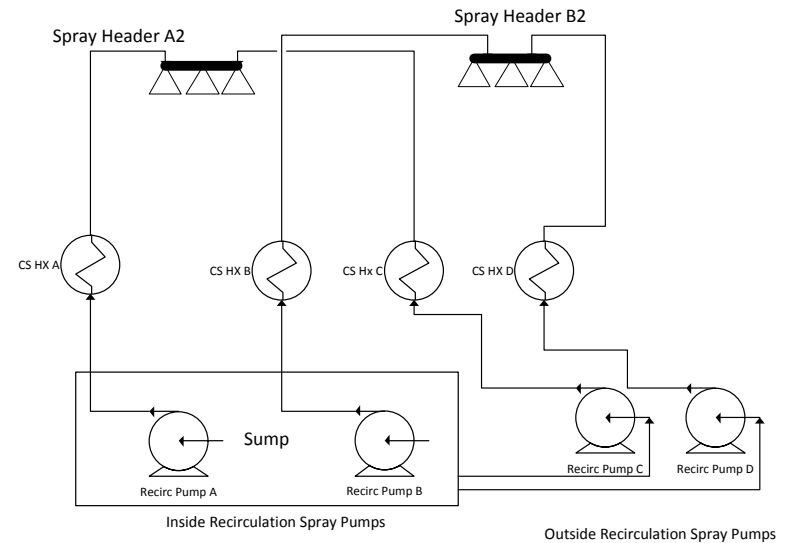 Spray Header B2
Spray Header A2
CS HX A
CS HX B
CS Hx C
CS HX D
Sump
Recirc Pump C
Recirc Pump D
Recirc Pump A
Recirc Pump B
Inside Recirculation Spray Pumps
Outside Recirculation Spray Pumps